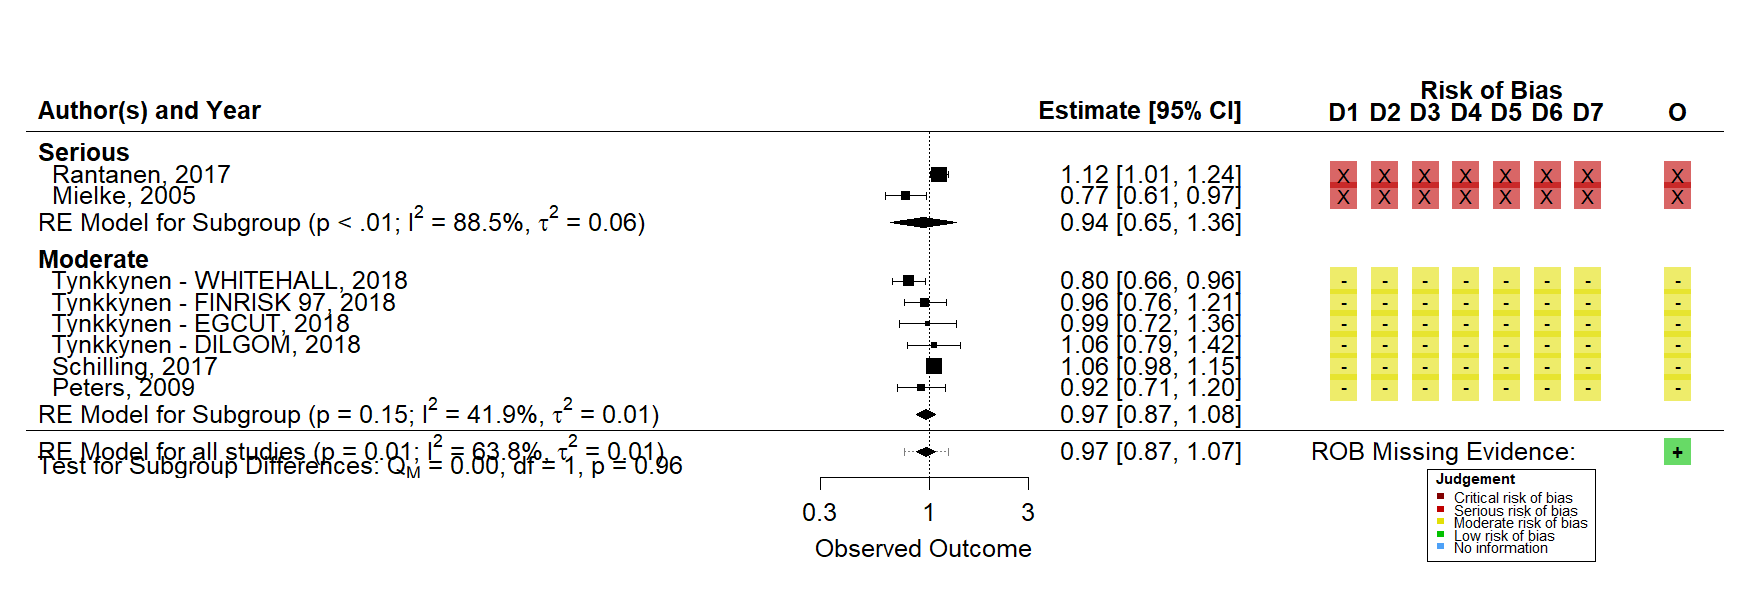 Risk of Bias
Author(s) and Year Estimate [95% CI] D1 D2 D3 D4 D5 D6 D7 O
Serious
Rantanen, 2017 1.12 [1.01, 1.24] X X X X X X X X
Mielke, 2005 0.77 [0.61, 0.97] X X X X X X X X
RE Model for Subgroup (p < .01; I² = 88.5%, τ² = 0.06) 0.94 [0.65, 1.36]
Moderate
Tynkkynen - WHITEHALL, 2018 0.80 [0.66, 0.96] - - - - - - - -
Tynkkynen - FINRISK 97, 2018 0.96 [0.76, 1.21] - - - - - - - -
Tynkkynen - EGCUT, 2018 0.99 [0.72, 1.36] - - - - - - - -
Tynkkynen - DILGOM, 2018 1.06 [0.79, 1.42] - - - - - - - -
Schilling, 2017 1.06 [0.98, 1.15] - - - - - - - -
Peters, 2009 0.92 [0.71, 1.20] - - - - - - - -
RE Model for Subgroup (p = 0.15; I² = 41.9%, τ² = 0.01) 0.97 [0.87, 1.08]
RE Model for all studies (p = 0.01; I² = 63.8%, τ² = 0.01) 0.97 [0.87, 1.07] ROB Missing Evidence: +
Test for Subgroup Differences: Q_M = 0.00, df = 1, p = 0.96
0.3 1 3
Observed Outcome
Judgement
Critical risk of bias
Serious risk of bias
Moderate risk of bias
Low risk of bias
No information